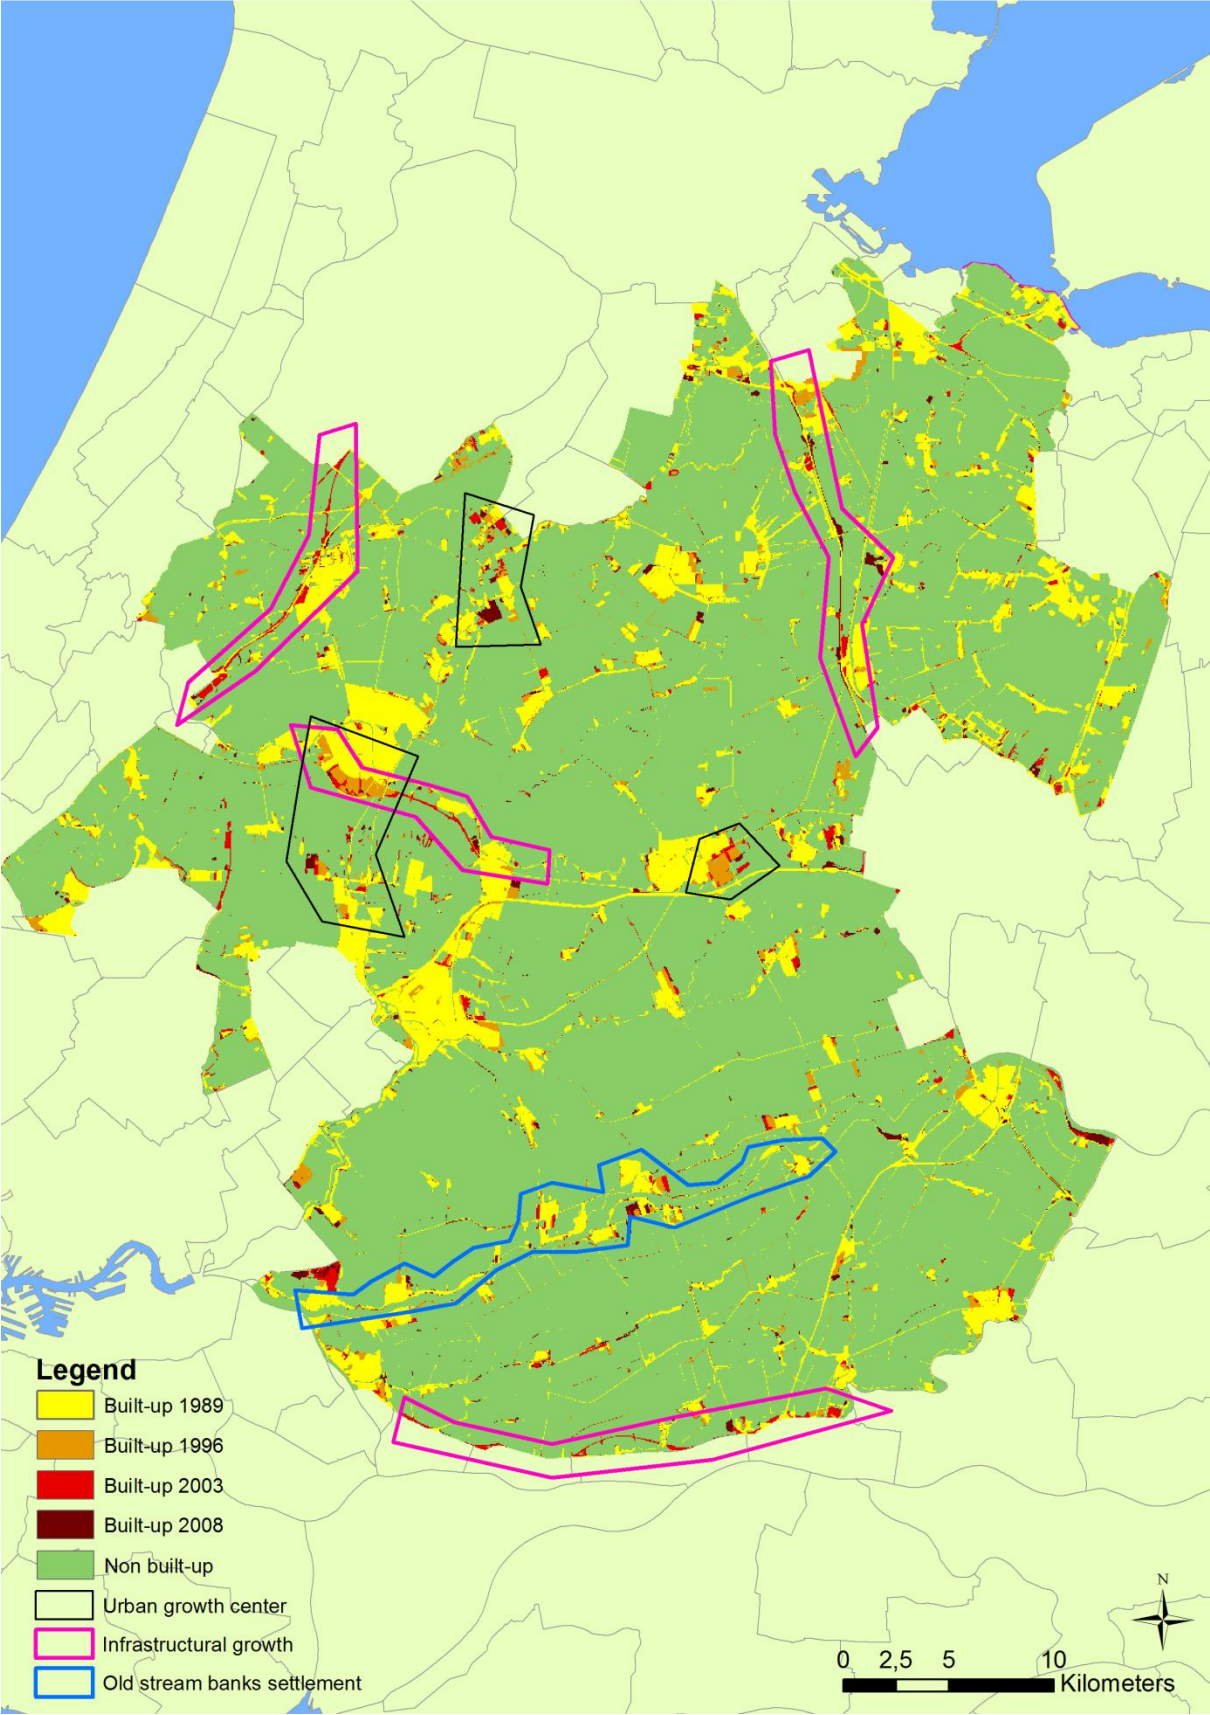 Legend
Built-up 1989
Built-up 1996
Built-up 2003
Built-up 2008
Non built-up
Urban growth center
Infrastructural growth
Old stream banks settlement
N
0 2,5 5 10
Kilometers